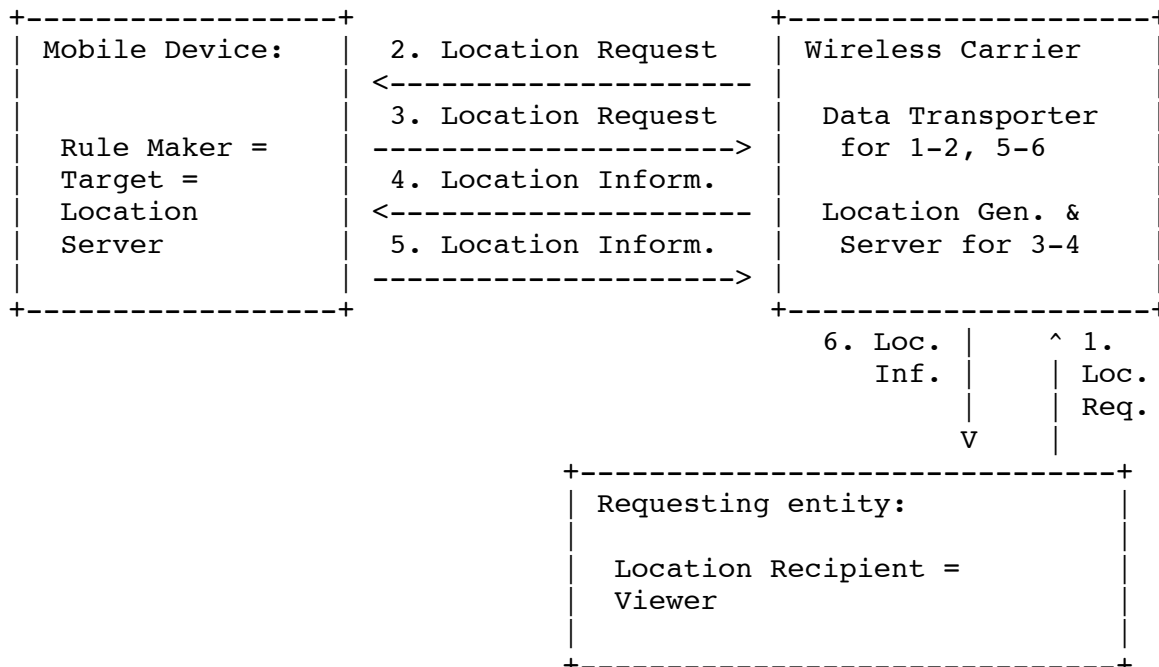 Mobile Device: 2. Location Request Wireless Carrier
3. Location Request Data Transporter
Rule Maker = for 1-2, 5-6
Target = 4. Location Inform.
Location Location Gen. &
Server 5. Location Inform. Server for 3-4
6. Loc. ^ 1.
Inf. Loc.
Req.
V
Requesting entity:
Location Recipient =
Viewer